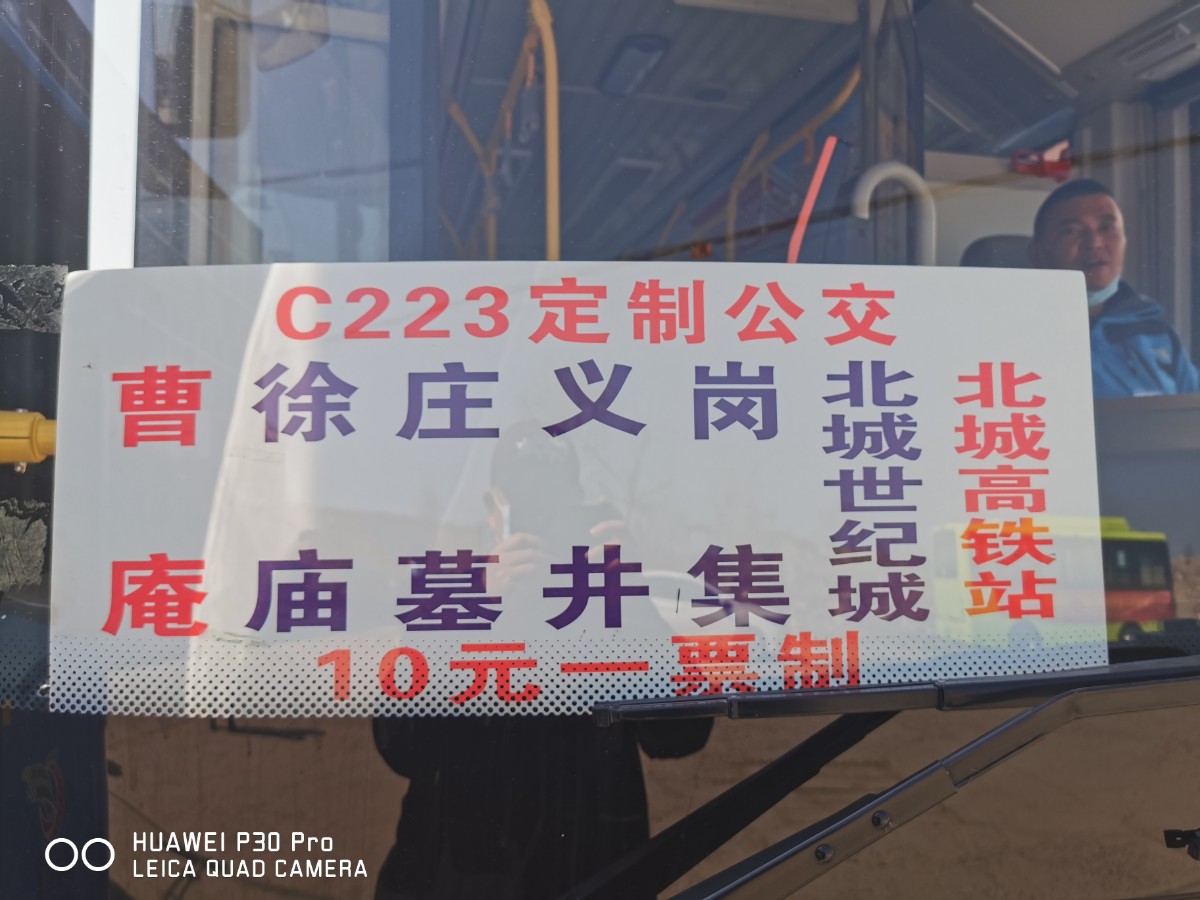 C223定制公交
曹庵
徐庙
庄墓
义井
岗集
北城世纪城
北城高铁站
10元一票制
HUAWEI P30 Pro
LEICA QUAD CAMERA